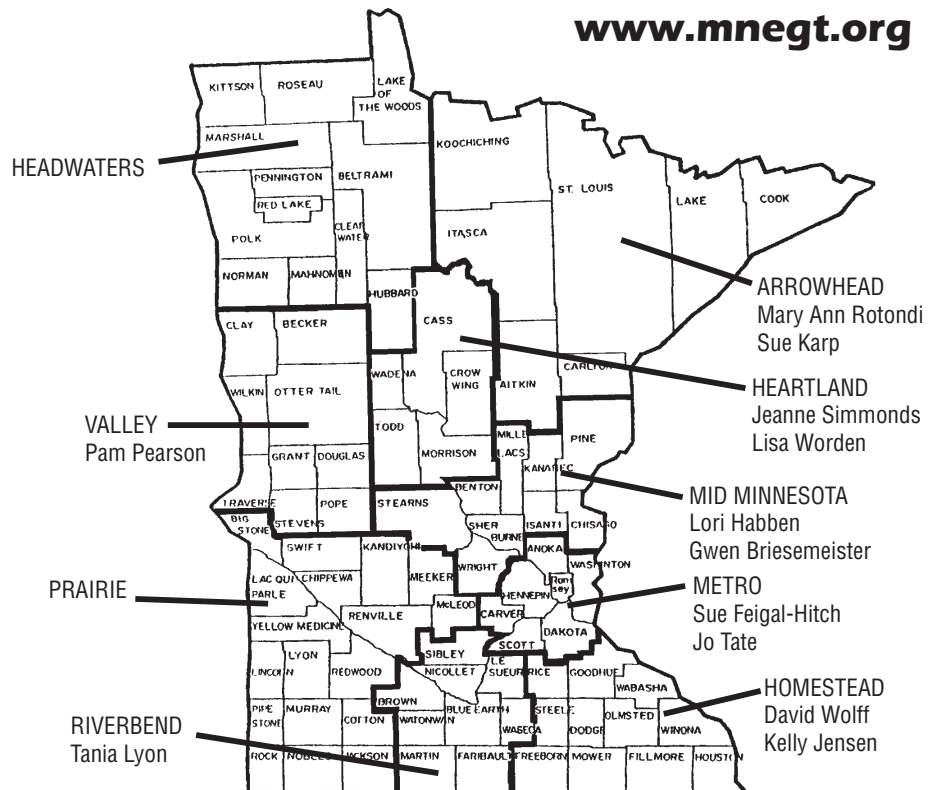 www.mnegt.org
KITTSON
ROSEAU
LAKE
OF
THE WOODS
MARSHALL
KOOCHICHING
HEADWATERS
PENNINGTON
BELTRAMI
ST. LOUIS
RED LAKE
LAKE
COOK
CLEAR
WATER
POLK
ITASCA
NORMAN
MAHNOMEN
HUBBARD
ARROWHEAD
Mary Ann Rotondi
Sue Karp
CLAY
BECKER
CASS
WADENA
CROW
WING
AITKIN
CARLTON
HEARTLAND
Jeanne Simmonds
Lisa Worden
WILKIN
OTTER TAIL
VALLEY
Pam Pearson
TODD
MILLE
LACS
PINE
GRANT
DOUGLAS
MORRISON
KANABEC
MID MINNESOTA
Lori Habben
Gwen Briesemeister
TRAVERSE
POPE
STEARNS
BENTON
BIG
STONE
STEVENS
SHER
BURNE
ISANTI
CHISAGO
SWIFT
KANDIYOHI
ANOKA
WRIGHT
WASHINTON
PRAIRIE
LAC QUI
PARLE
CHIPPEWA
MEEKER
HENNEPIN
Ram
sey
METRO
Sue Feigal-Hitch
Jo Tate
RENVILLE
McLEOD
CARVER
YELLOW MEDICINE
DAKOTA
SCOTT
SIBLEY
LYON
LINCOLN
REDWOOD
NICOLLET
LE
SUEUR
RICE
GOODHUE
WABASHA
HOMESTEAD
David Wolff
Kelly Jensen
PIPE
STONE
MURRAY
COTTON
BROWN
WATONWAN
BLUE EARTH
WASECA
STEELE
DODGE
OLMSTED
WINONA
RIVERBEND
Tania Lyon
ROCK
NOBLES
JACKSON
MARTIN
FARIBAULT
FREEBORN
MOWER
FILLMORE
HOUSTON